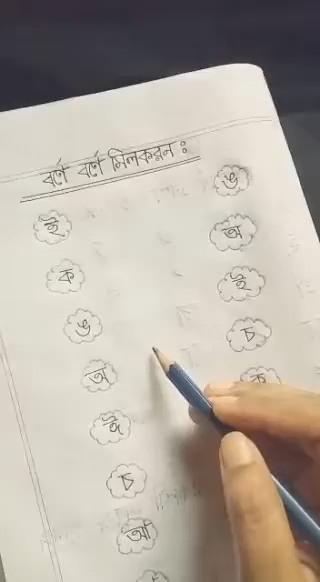 বর্ণে বর্ণে মিলকরন :
ই ঙ
ক অ
ঙ ই
অ চ
ঈ ক
চ
আ